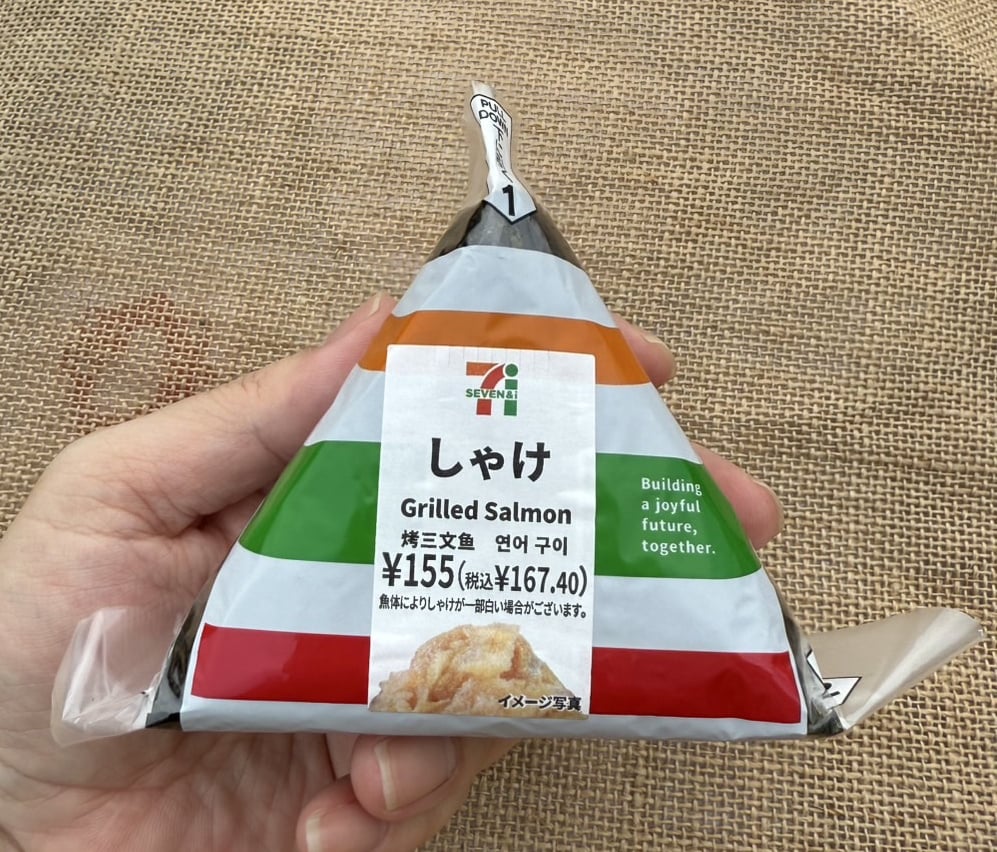 PULL
DOWN
1
SEVEN&i
しゃけ
Grilled Salmon
烤三文鱼 연어 구이
¥155(税込¥167.40)
魚体によりしゃけが一部白い場合がございます。
イメージ写真
Building
a joyful
future,
together.
2